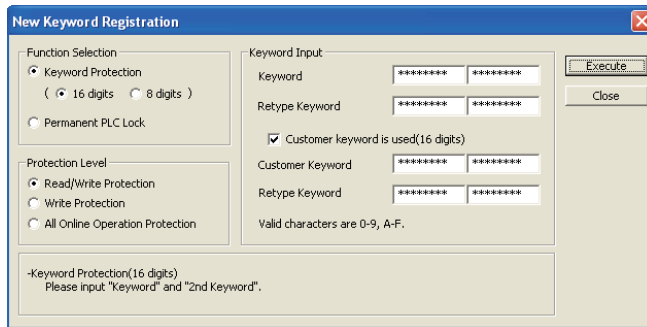 New Keyword Registration
Function Selection
Keyword Protection
( 16 digits 8 digits )
Permanent PLC Lock
Protection Level
Read/Write Protection
Write Protection
All Online Operation Protection
Keyword Input
Keyword ******** ********
Retype Keyword ******** ********
Customer keyword is used(16 digits)
Customer Keyword ******** ********
Retype Keyword ******** ********
Valid characters are 0-9, A-F.
Execute
Close
-Keyword Protection(16 digits)
Please input "Keyword" and "2nd Keyword".